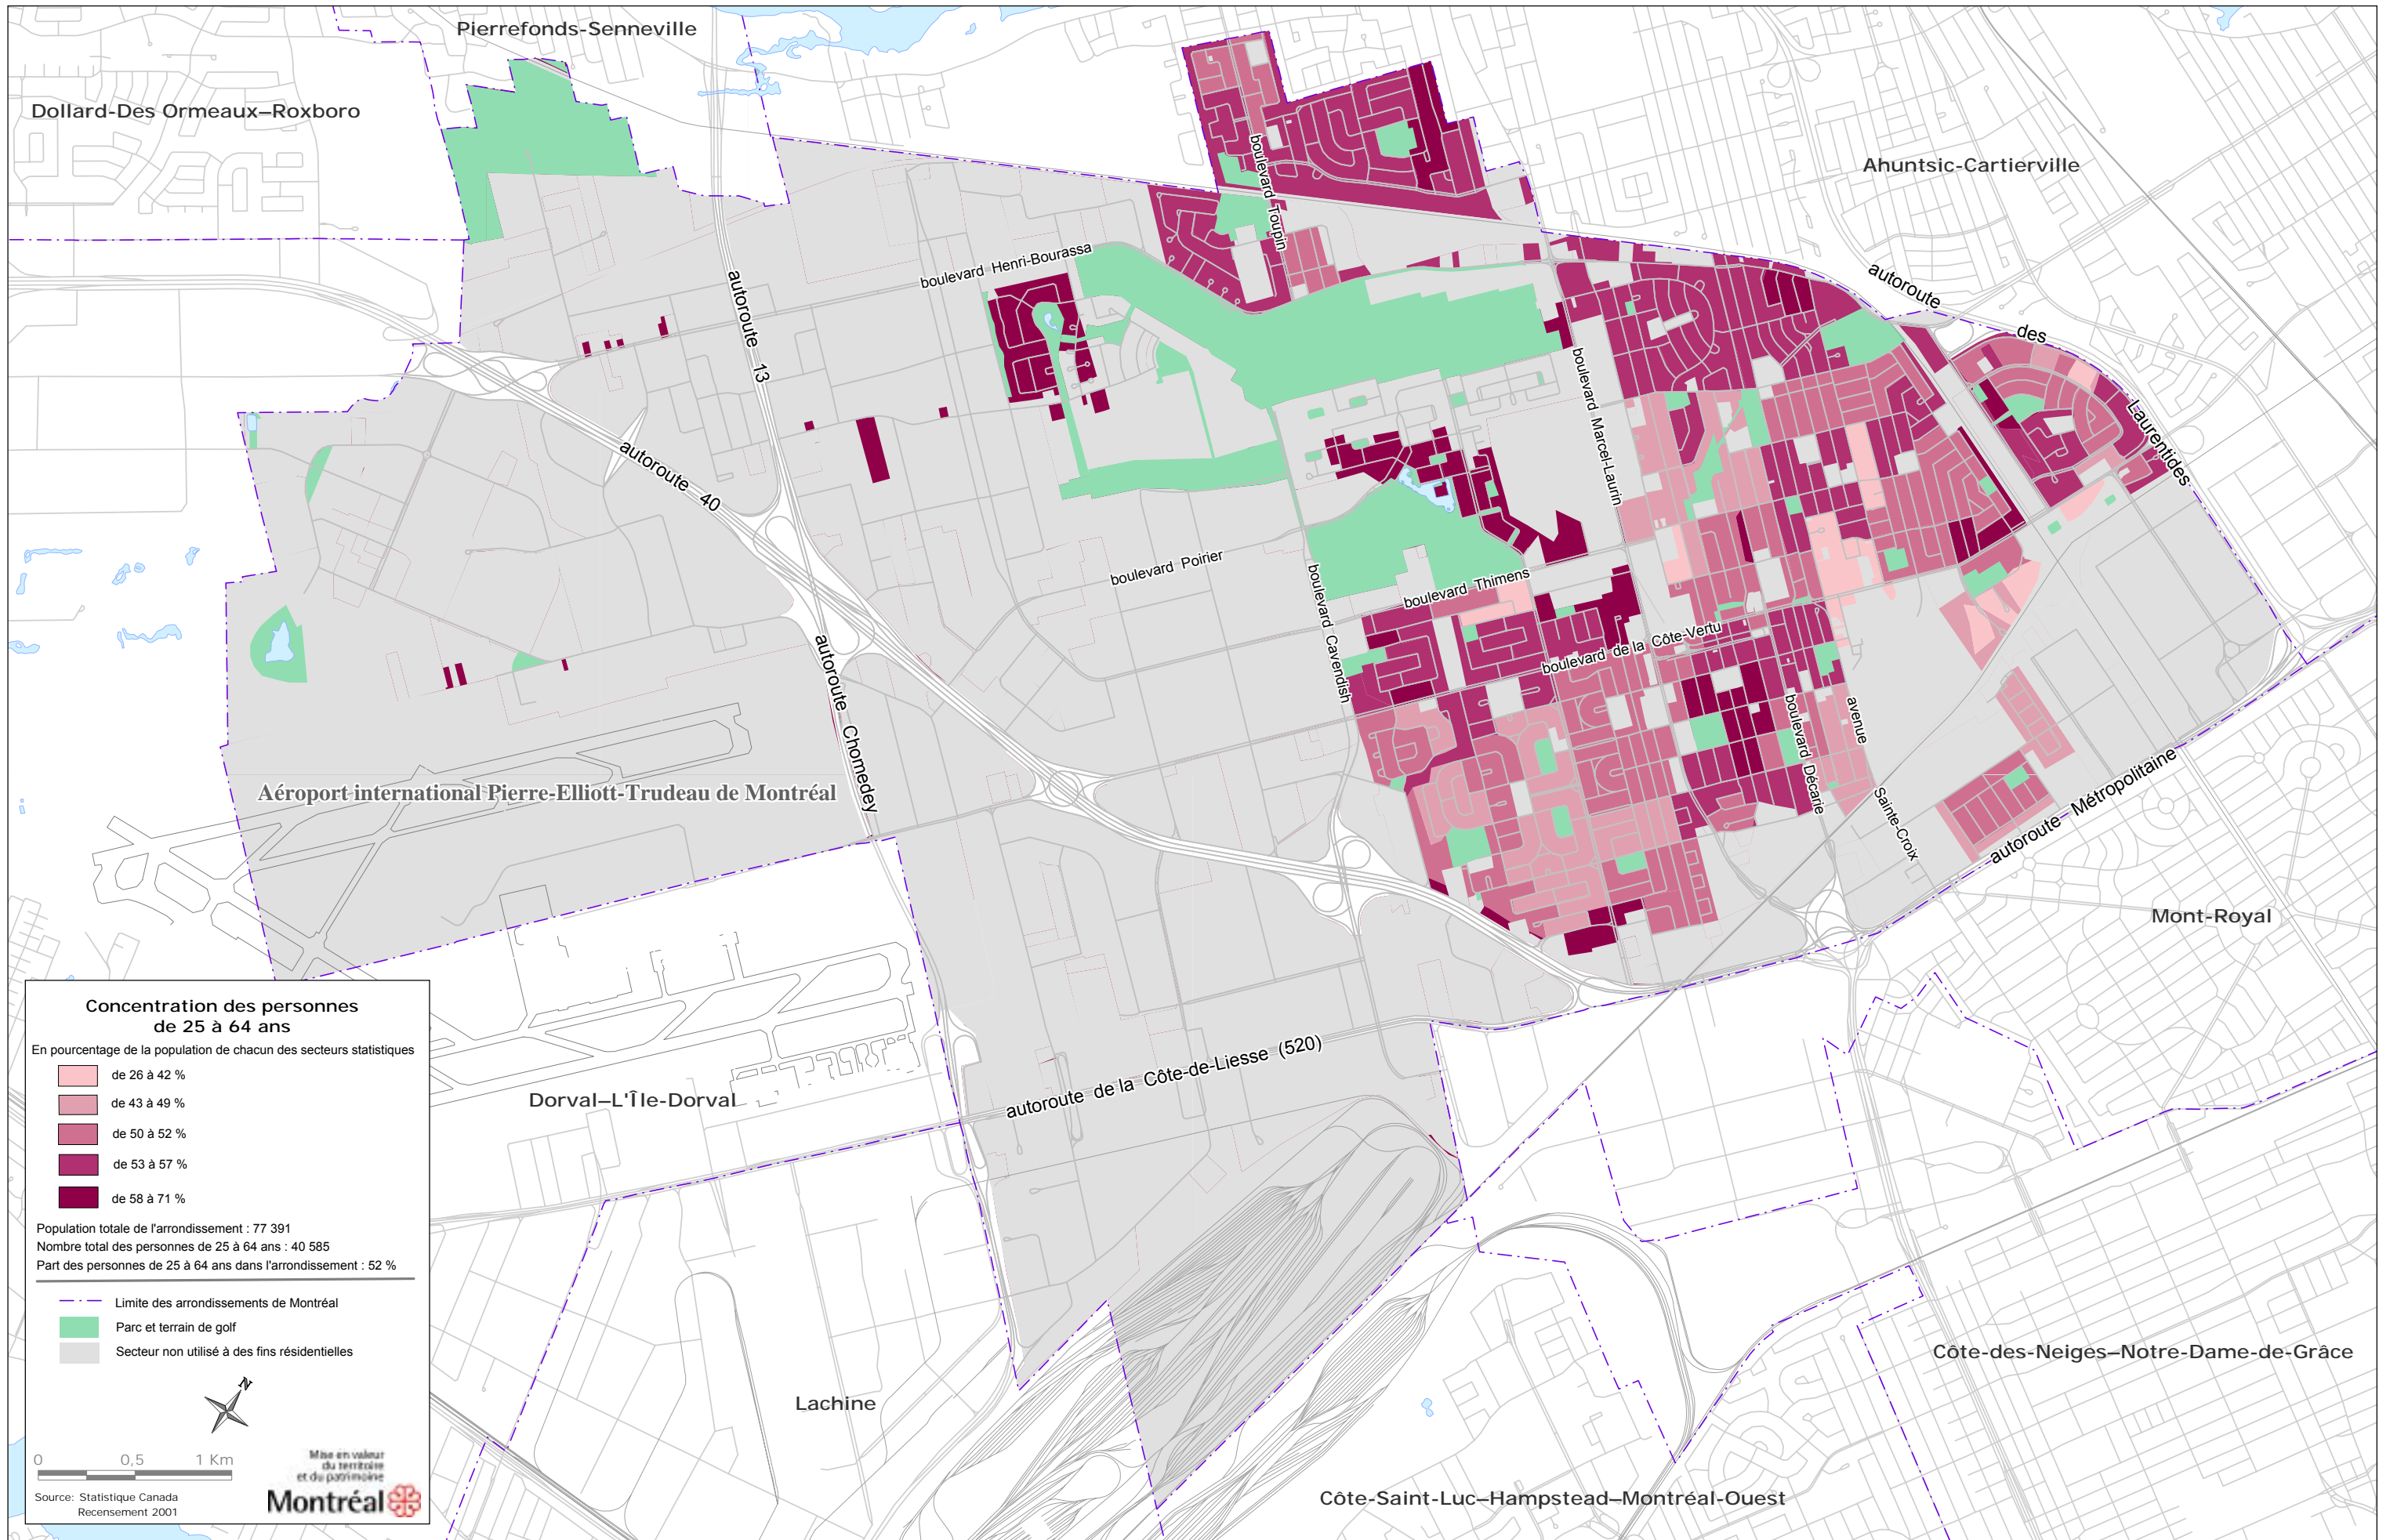 Pierrefonds-Senneville
Dollard-Des Ormeaux–Roxboro
Ahuntsic-Cartierville
boulevard Toupin
boulevard Henri-Bourassa
autoroute 13
autoroute des Laurentides
boulevard Marcel-Laurin
autoroute 40
boulevard Poirier
boulevard Cavendish
boulevard Thimens
boulevard de la Côte-Vertu
autoroute Chomedey
boulevard Décarie
avenue Sainte-Croix
autoroute Métropolitaine
Aéroport international Pierre-Elliott-Trudeau de Montréal
Mont-Royal
autoroute de la Côte-de-Liesse (520)
Dorval–L'Île-Dorval
Lachine
Côte-des-Neiges–Notre-Dame-de-Grâce
Côte-Saint-Luc–Hampstead–Montréal-Ouest
Concentration des personnes
de 25 à 64 ans
En pourcentage de la population de chacun des secteurs statistiques
de 26 à 42 %
de 43 à 49 %
de 50 à 52 %
de 53 à 57 %
de 58 à 71 %
Population totale de l'arrondissement : 77 391
Nombre total des personnes de 25 à 64 ans : 40 585
Part des personnes de 25 à 64 ans dans l'arrondissement : 52 %
Limite des arrondissements de Montréal
Parc et terrain de golf
Secteur non utilisé à des fins résidentielles
N
0 0,5 1 Km
Source: Statistique Canada
Recensement 2001
Mise en valeur
du territoire
et du patrimoine
Montréal